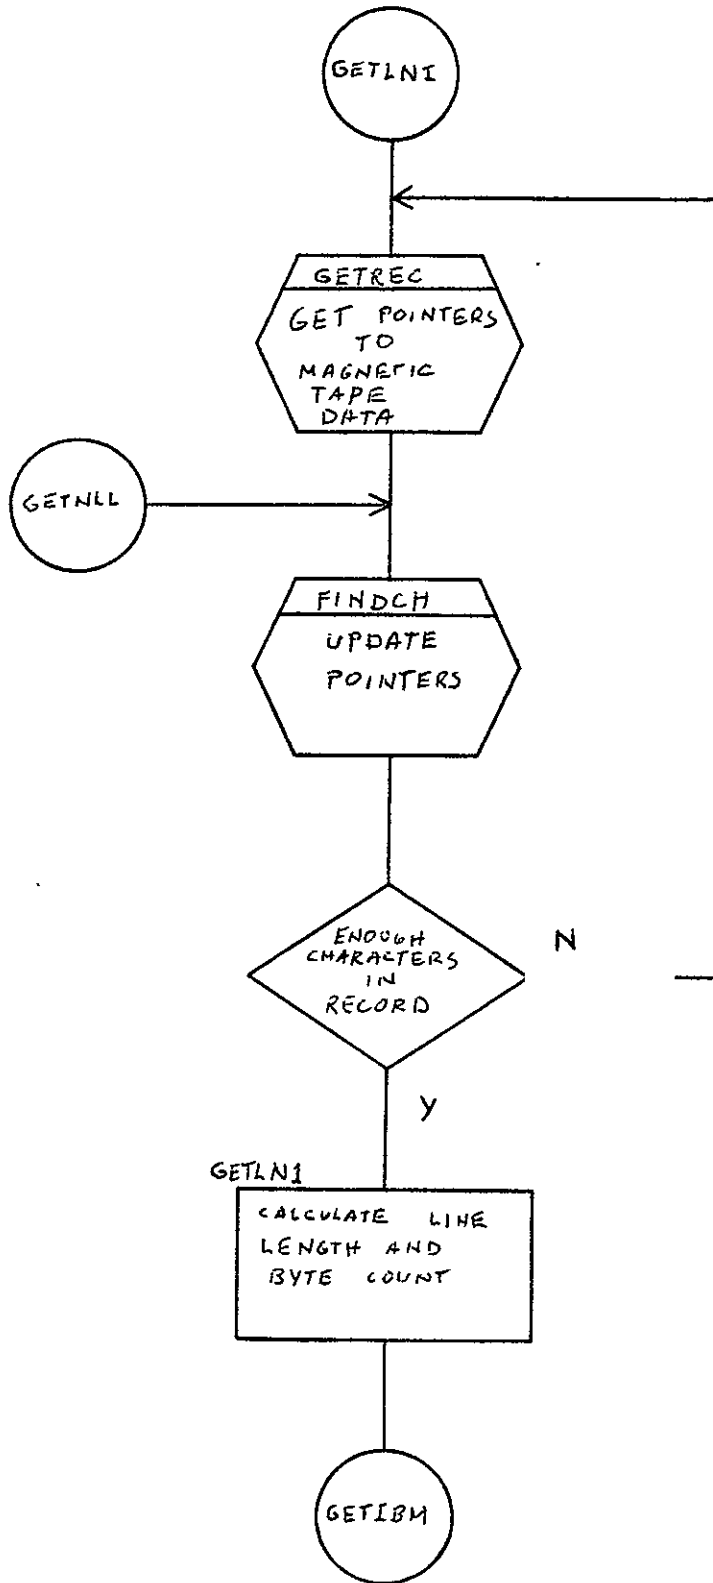 GETLNI
GETREC
GET POINTERS
TO
MAGNETIC
TAPE
DATA
GETNLL
FINDCH
UPDATE
POINTERS
ENOUGH
CHARACTERS
IN
RECORD
N
Y
GETLN1
CALCULATE LINE
LENGTH AND
BYTE COUNT
GETIBM